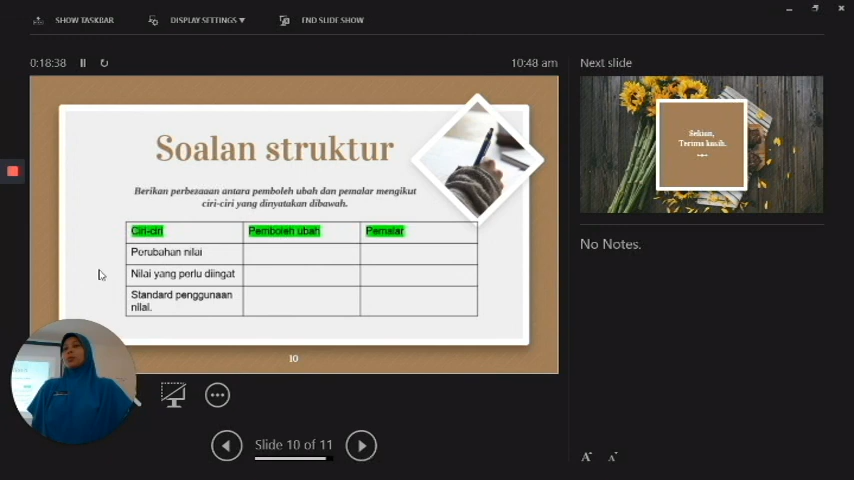 SHOW TASKBAR
DISPLAY SETTINGS
END SLIDE SHOW
0:18:38
10:48 am
Next slide
Soalan struktur
Berikan perbezaaan antara pemboleh ubah dan pemalar mengikut
ciri-ciri yang dinyatakan dibawah.
Ciri-ciri
Pemboleh ubah
Pemalar
Perubahan nilai
Nilai yang perlu diingat
Standard penggunaan
nilai.
10
Sekian,
Terima kasih.
No Notes.
Slide 10 of 11
A
A